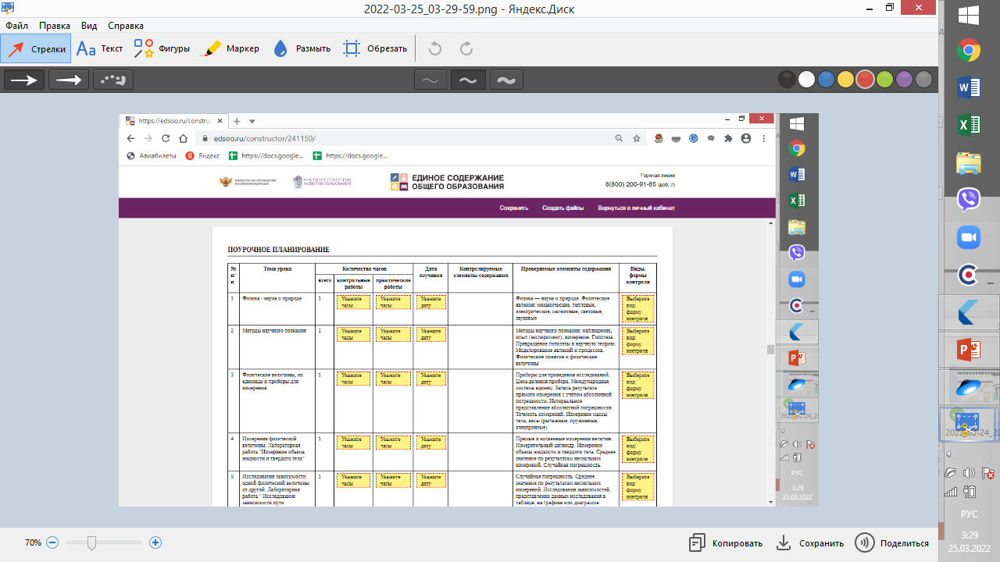 2022-03-25_03-29-59.png - Яндекс.Диск
Файл Правка Вид Справка
Стрелки Текст Фигуры Маркер Размыть Обрезать
https://edsoo.ru/construc
edsoo.ru/constructor/241150/
Авиабилеты Яндекс https://docs.google... https://docs.google...
ЕДИНОЕ СОДЕРЖАНИЕ
ОБЩЕГО ОБРАЗОВАНИЯ
Горячая линия
8(800) 200-91-85 (доб. 7)
Сохранить Создать файлы Вернуться в личный кабинет
ПОУРОЧНОЕ ПЛАНИРОВАНИЕ
№
п/
п
Тема урока
Количество часов
всего
контрольные
работы
практические
работы
Дата
изучения
Контролируемые
элементы содержания
Проверяемые элементы содержания
Виды,
формы
контроля
1
Физика - наука о природе
1
Укажите
часы
Укажите
часы
Укажите
дату
Физика — наука о природе. Физические
явления: механические, тепловые,
электрические, магнитные, световые,
звуковые
Выберите
вид/
форму
контроля
2
Методы научного познания
1
Укажите
часы
Укажите
часы
Укажите
дату
Методы научного познания: наблюдение,
опыт (эксперимент), измерение. Гипотеза.
Превращение гипотезы в научную теорию.
Моделирование явлений и процессов.
Физические понятия и физические
величины
Выберите
вид/
форму
контроля
3
Физические величины, их
единицы и приборы для
измерения
1
Укажите
часы
Укажите
часы
Укажите
дату
Приборы для проведения исследований.
Цена деления прибора. Международная
система единиц. Запись результата
прямого измерения с учётом абсолютной
погрешности. Интервальное
представление абсолютной погрешности.
Точность измерений. Измерение массы
тела, весы (рычажные, пружинные,
электронные)
Выберите
вид/
форму
контроля
4
Измерение физической
величины. Лабораторная
работа "Измерение объема
жидкости и твердого тела"
1
Укажите
часы
Укажите
часы
Укажите
дату
Прямые и косвенные измерения величин.
Измерительный цилиндр. Измерение
объема жидкости и твердого тела. Среднее
значение по результатам нескольких
измерений. Случайная погрешность.
Выберите
вид/
форму
контроля
5
Исследование зависимости
одной физической величины
от другой. Лабораторная
работа " Исследование
зависимости пути
1
Укажите
часы
Укажите
часы
Укажите
дату
Случайная погрешность. Среднее
значение по результатам нескольких
измерений. Исследования зависимостей,
представление данных исследования в
таблице, на графике или диаграмме.
Выберите
вид/
форму
контроля
РУС
3:29
25.03.2022
70%
Копировать Сохранить Поделиться
РУС
3:29
25.03.2022